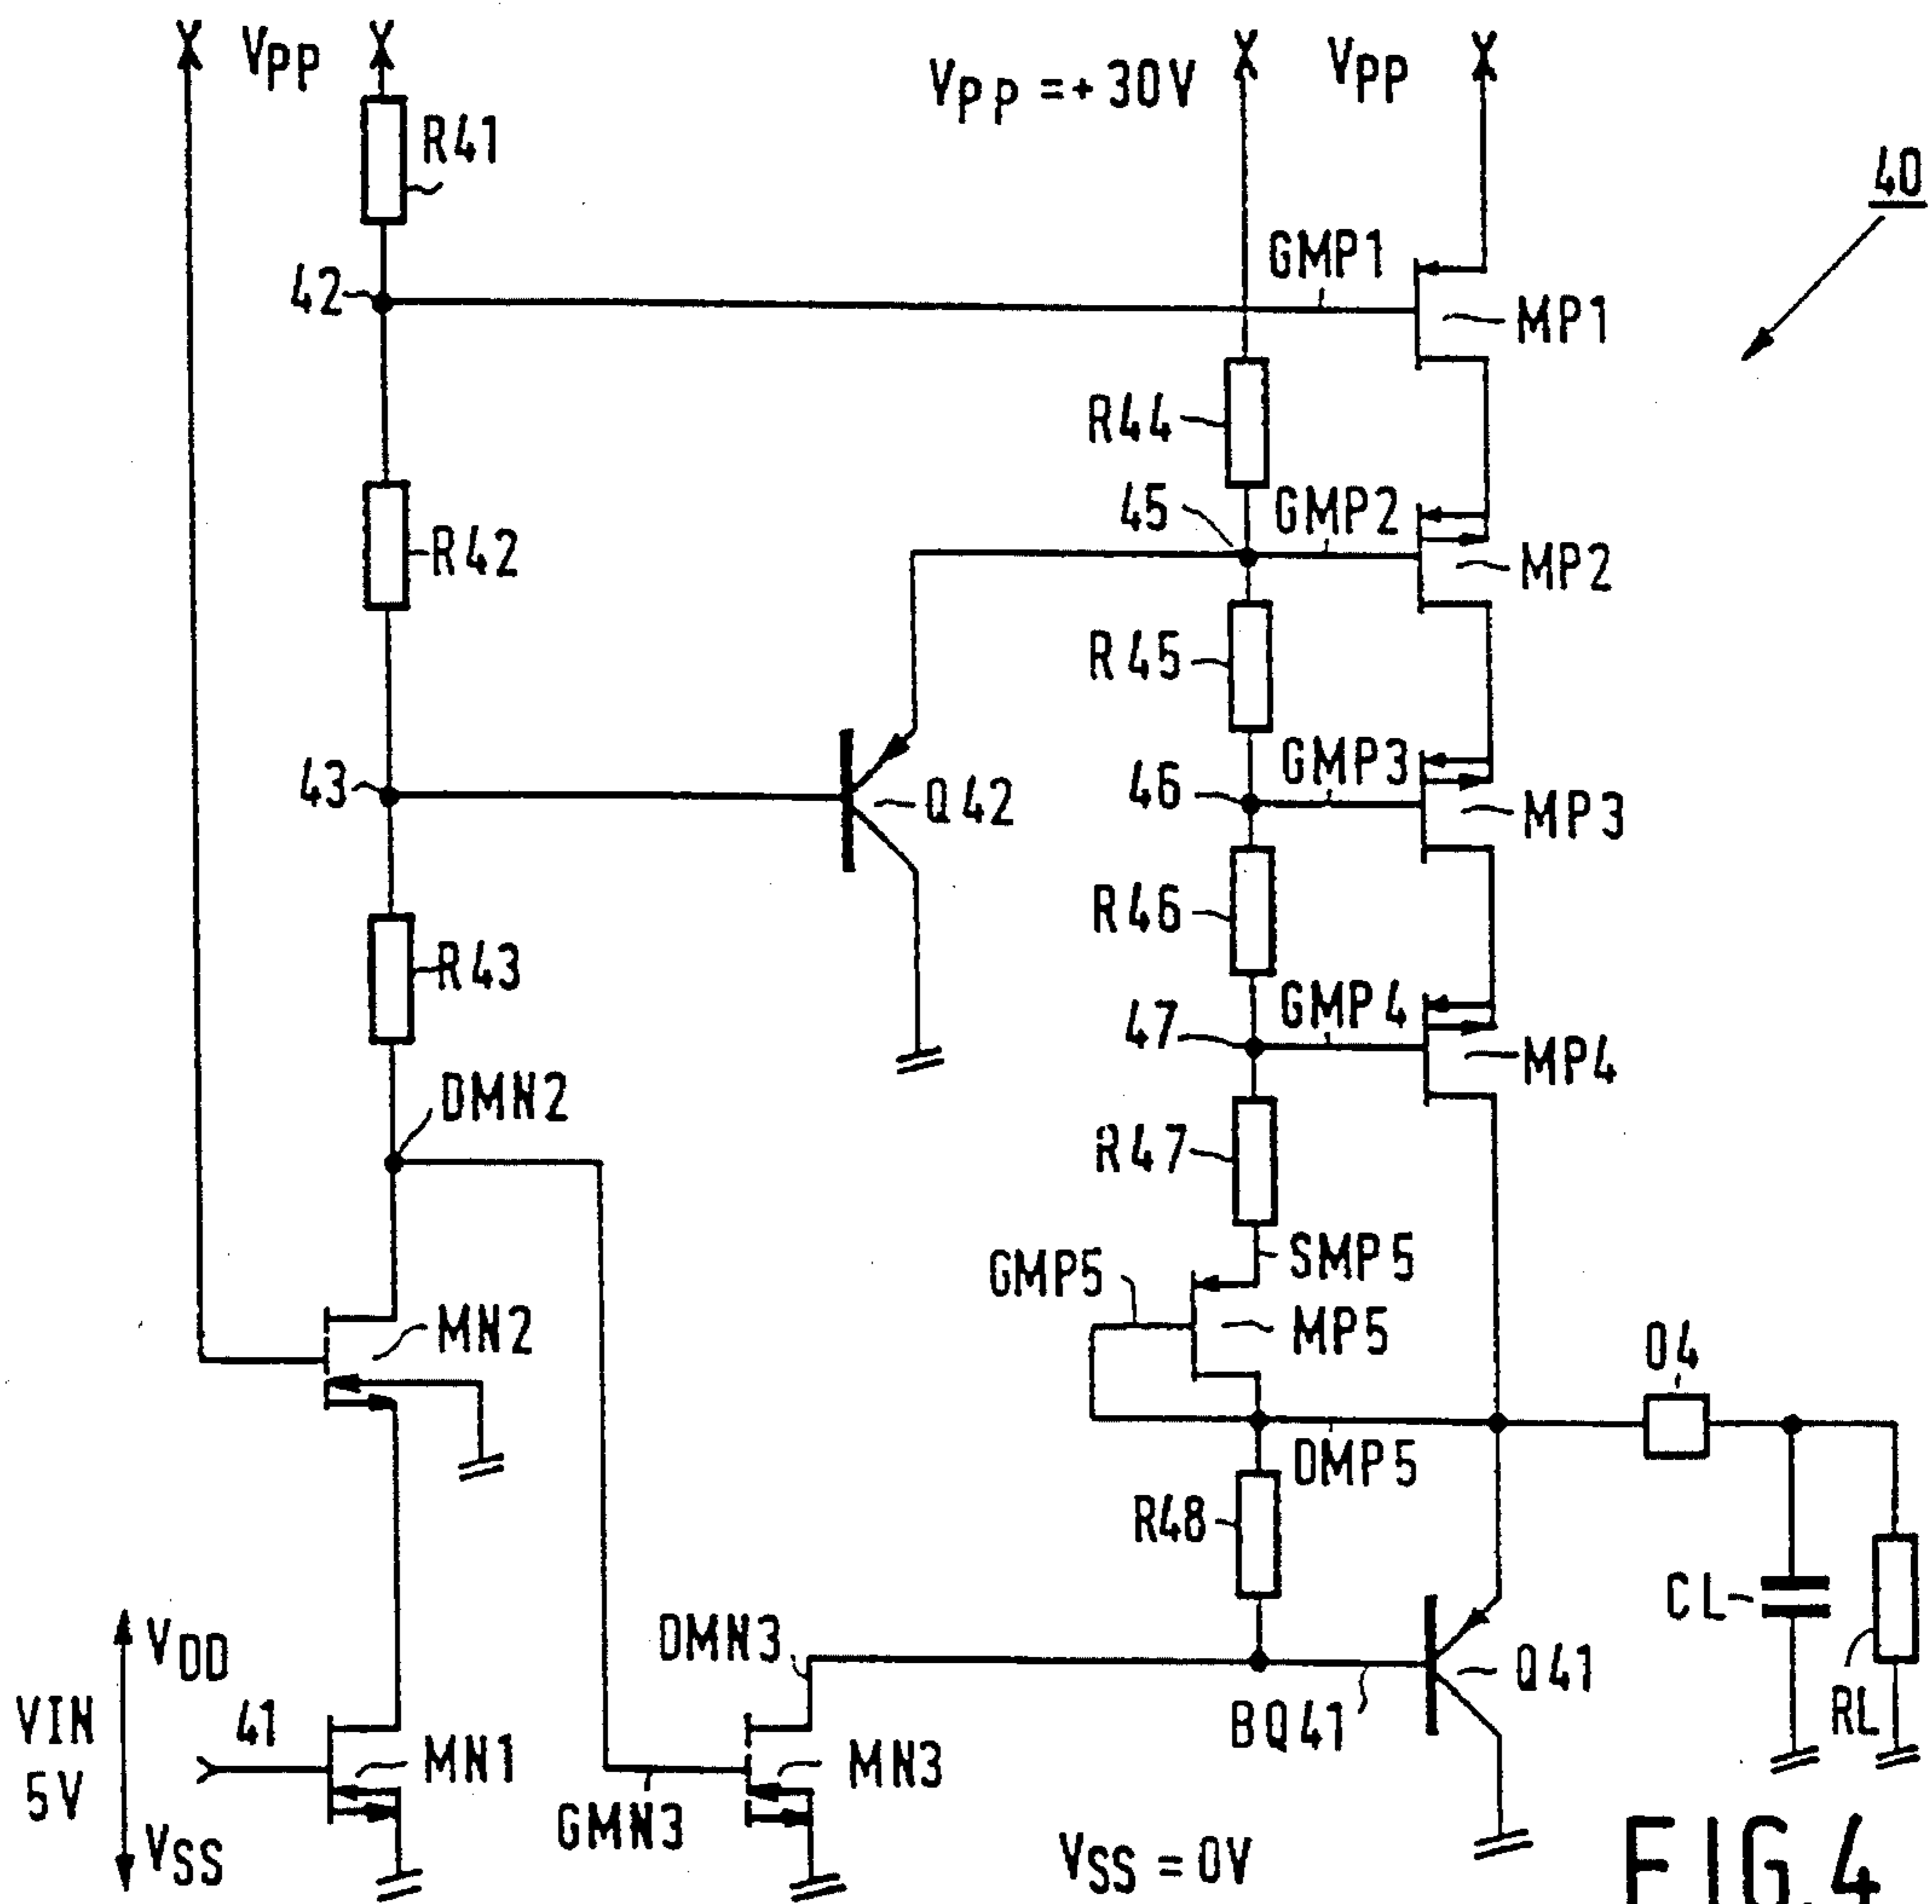 VPP
VPP = +30V
VPP
R41
40
42
GMP1
MP1
R44
45
GMP2
R42
MP2
R45
43
Q42
46
GMP3
MP3
R46
R43
47
GMP4
MP4
DMN2
R47
GMP5
SMP5
MN2
MP5
04
DMP5
R48
CL
VDD
DMN3
Q41
VIN
41
BQ41
RL
5V
MN1
MN3
GMN3
VSS
VSS = 0V
FIG.4